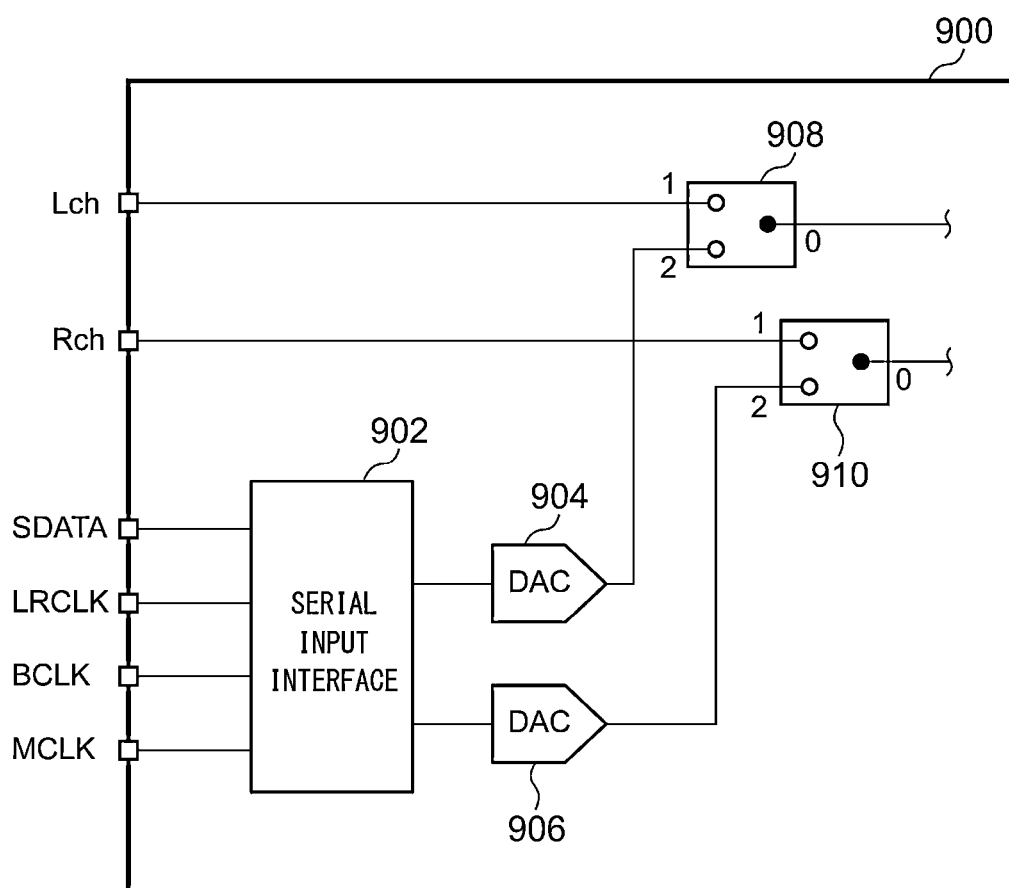 900
908
Lch
1
2
0
Rch
1
2
0
910
902
904
SDATA
DAC
LRCLK
SERIAL
INPUT
INTERFACE
BCLK
DAC
MCLK
906